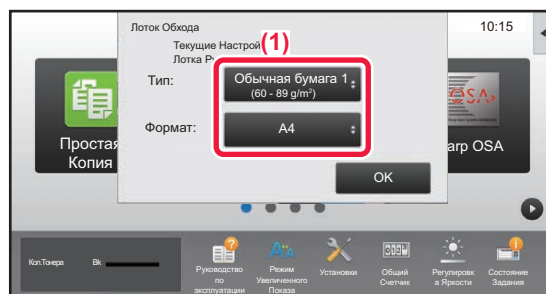 Лоток Обхода
10:15
Текущие
(1)
Лотка
Тип:
Обычная бумага 1
(60 - 89 g/m²)
Формат:
A4
OK
Простая
Копия
arp OSA
Кол.Тонера
Bk
Руководство
по
эксплуатации
Режим
Увеличенного
Показа
Установки
Общий
Счетчик
Регулировк
а Яркости
Состояние
Задания